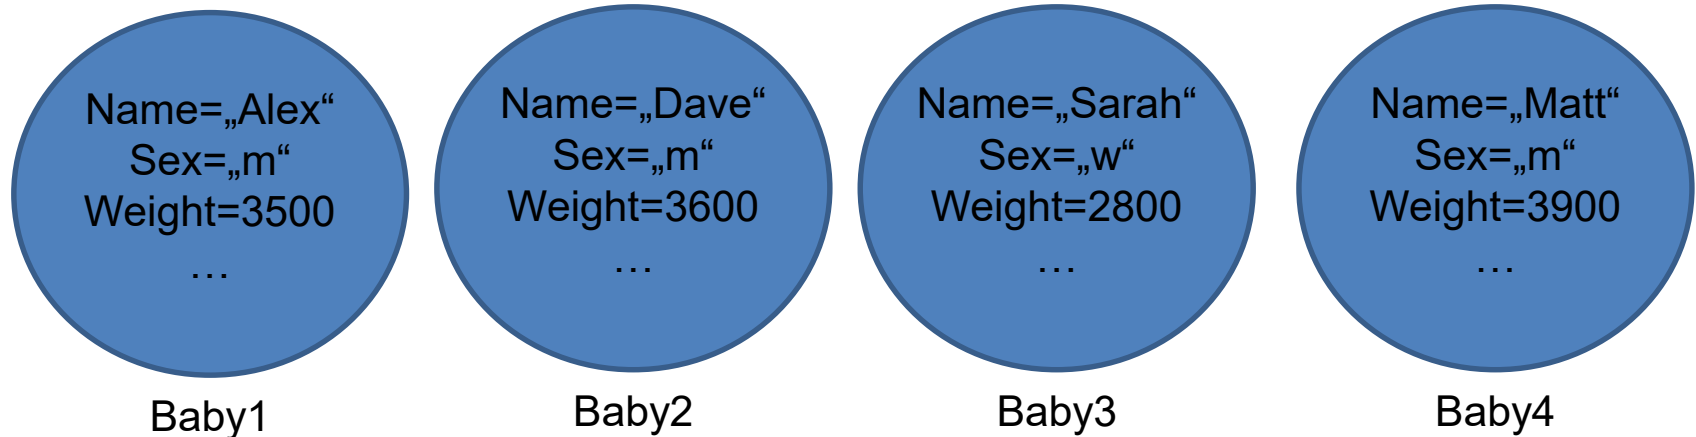 Name=„Alex“
Sex=„m“
Weight=3500
…
Baby1
Name=„Dave“
Sex=„m“
Weight=3600
…
Baby2
Name=„Sarah“
Sex=„w“
Weight=2800
…
Baby3
Name=„Matt“
Sex=„m“
Weight=3900
…
Baby4